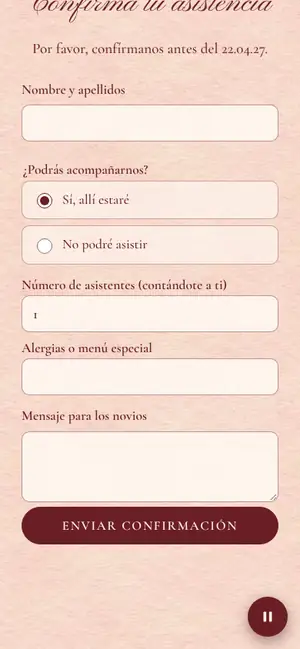 Confirma tu asistencia
Por favor, confírmanos antes del 22.04.27.
Nombre y apellidos
¿Podrás acompañarnos?
Sí, allí estaré
No podré asistir
Número de asistentes (contándote a ti)
1
Alergias o menú especial
Mensaje para los novios
ENVIAR CONFIRMACIÓN